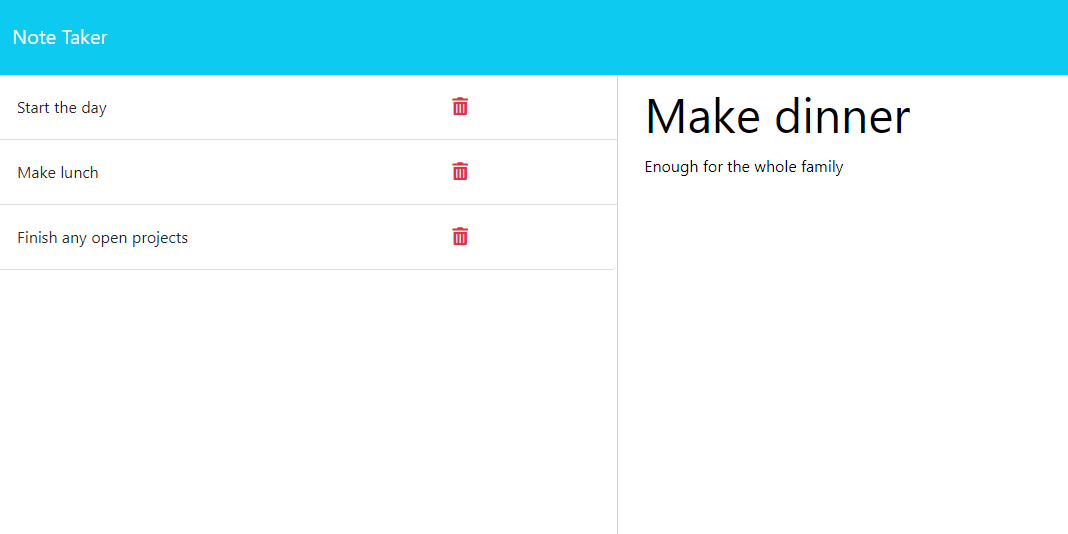 Note Taker
Start the day
Make lunch
Finish any open projects
Make dinner
Enough for the whole family